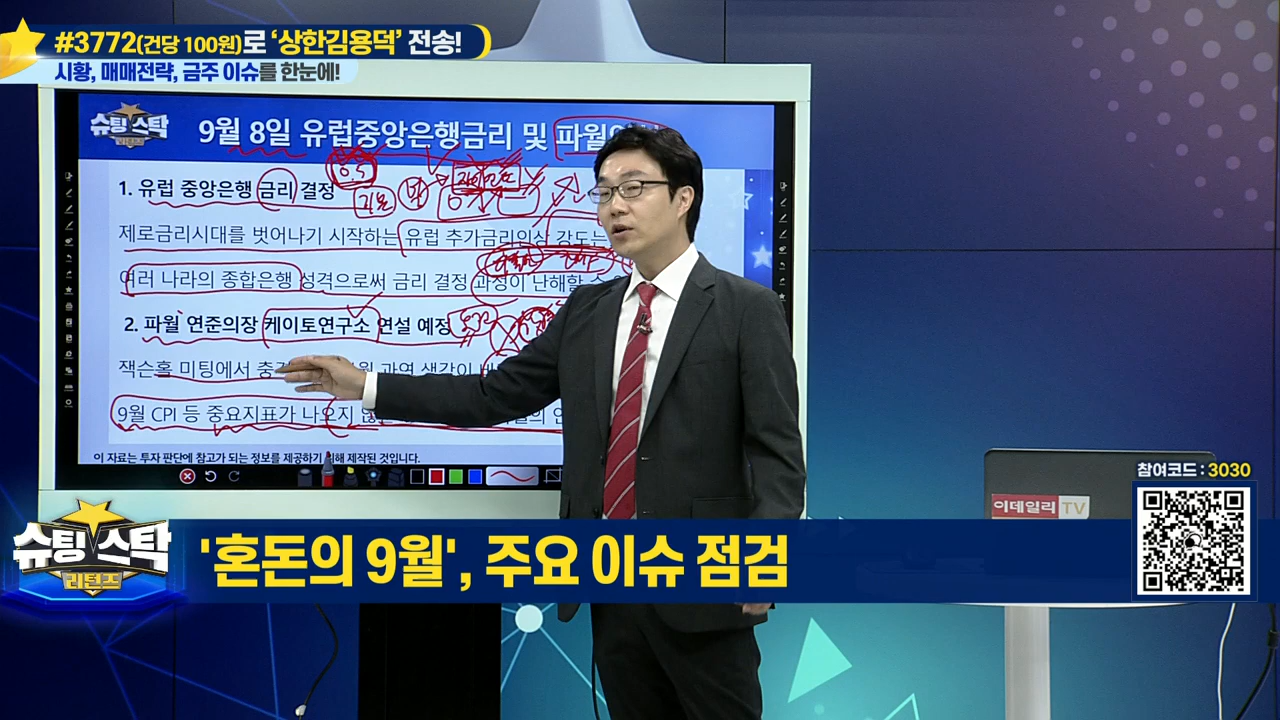 #3772(건당 100원)로 '상한김용덕' 전송!
시황, 매매전략, 금주 이슈를 한눈에!
슈팅 스탁
리턴즈
9월 8일 유럽중앙은행금리 및 파월
1. 유럽 중앙은행 금리 결정
제로금리시대를 벗어나기 시작하는 유럽 추가금리인상 강도는
여러 나라의 종합은행 성격으로써 금리 결정 과정이 난해할 수
2. 파월 연준의장 케이토연구소 연설 예정
잭슨홀 미팅에서 과연 생각이
9월 CPI 등 중요지표가 나오지
이 자료는 투자 판단에 참고가 되는 정보를 제공하기 위해 제작된 것입니다.
참여코드 : 3030
이데일리 TV
슈팅 스탁
리턴즈
'혼돈의 9월', 주요 이슈 점검